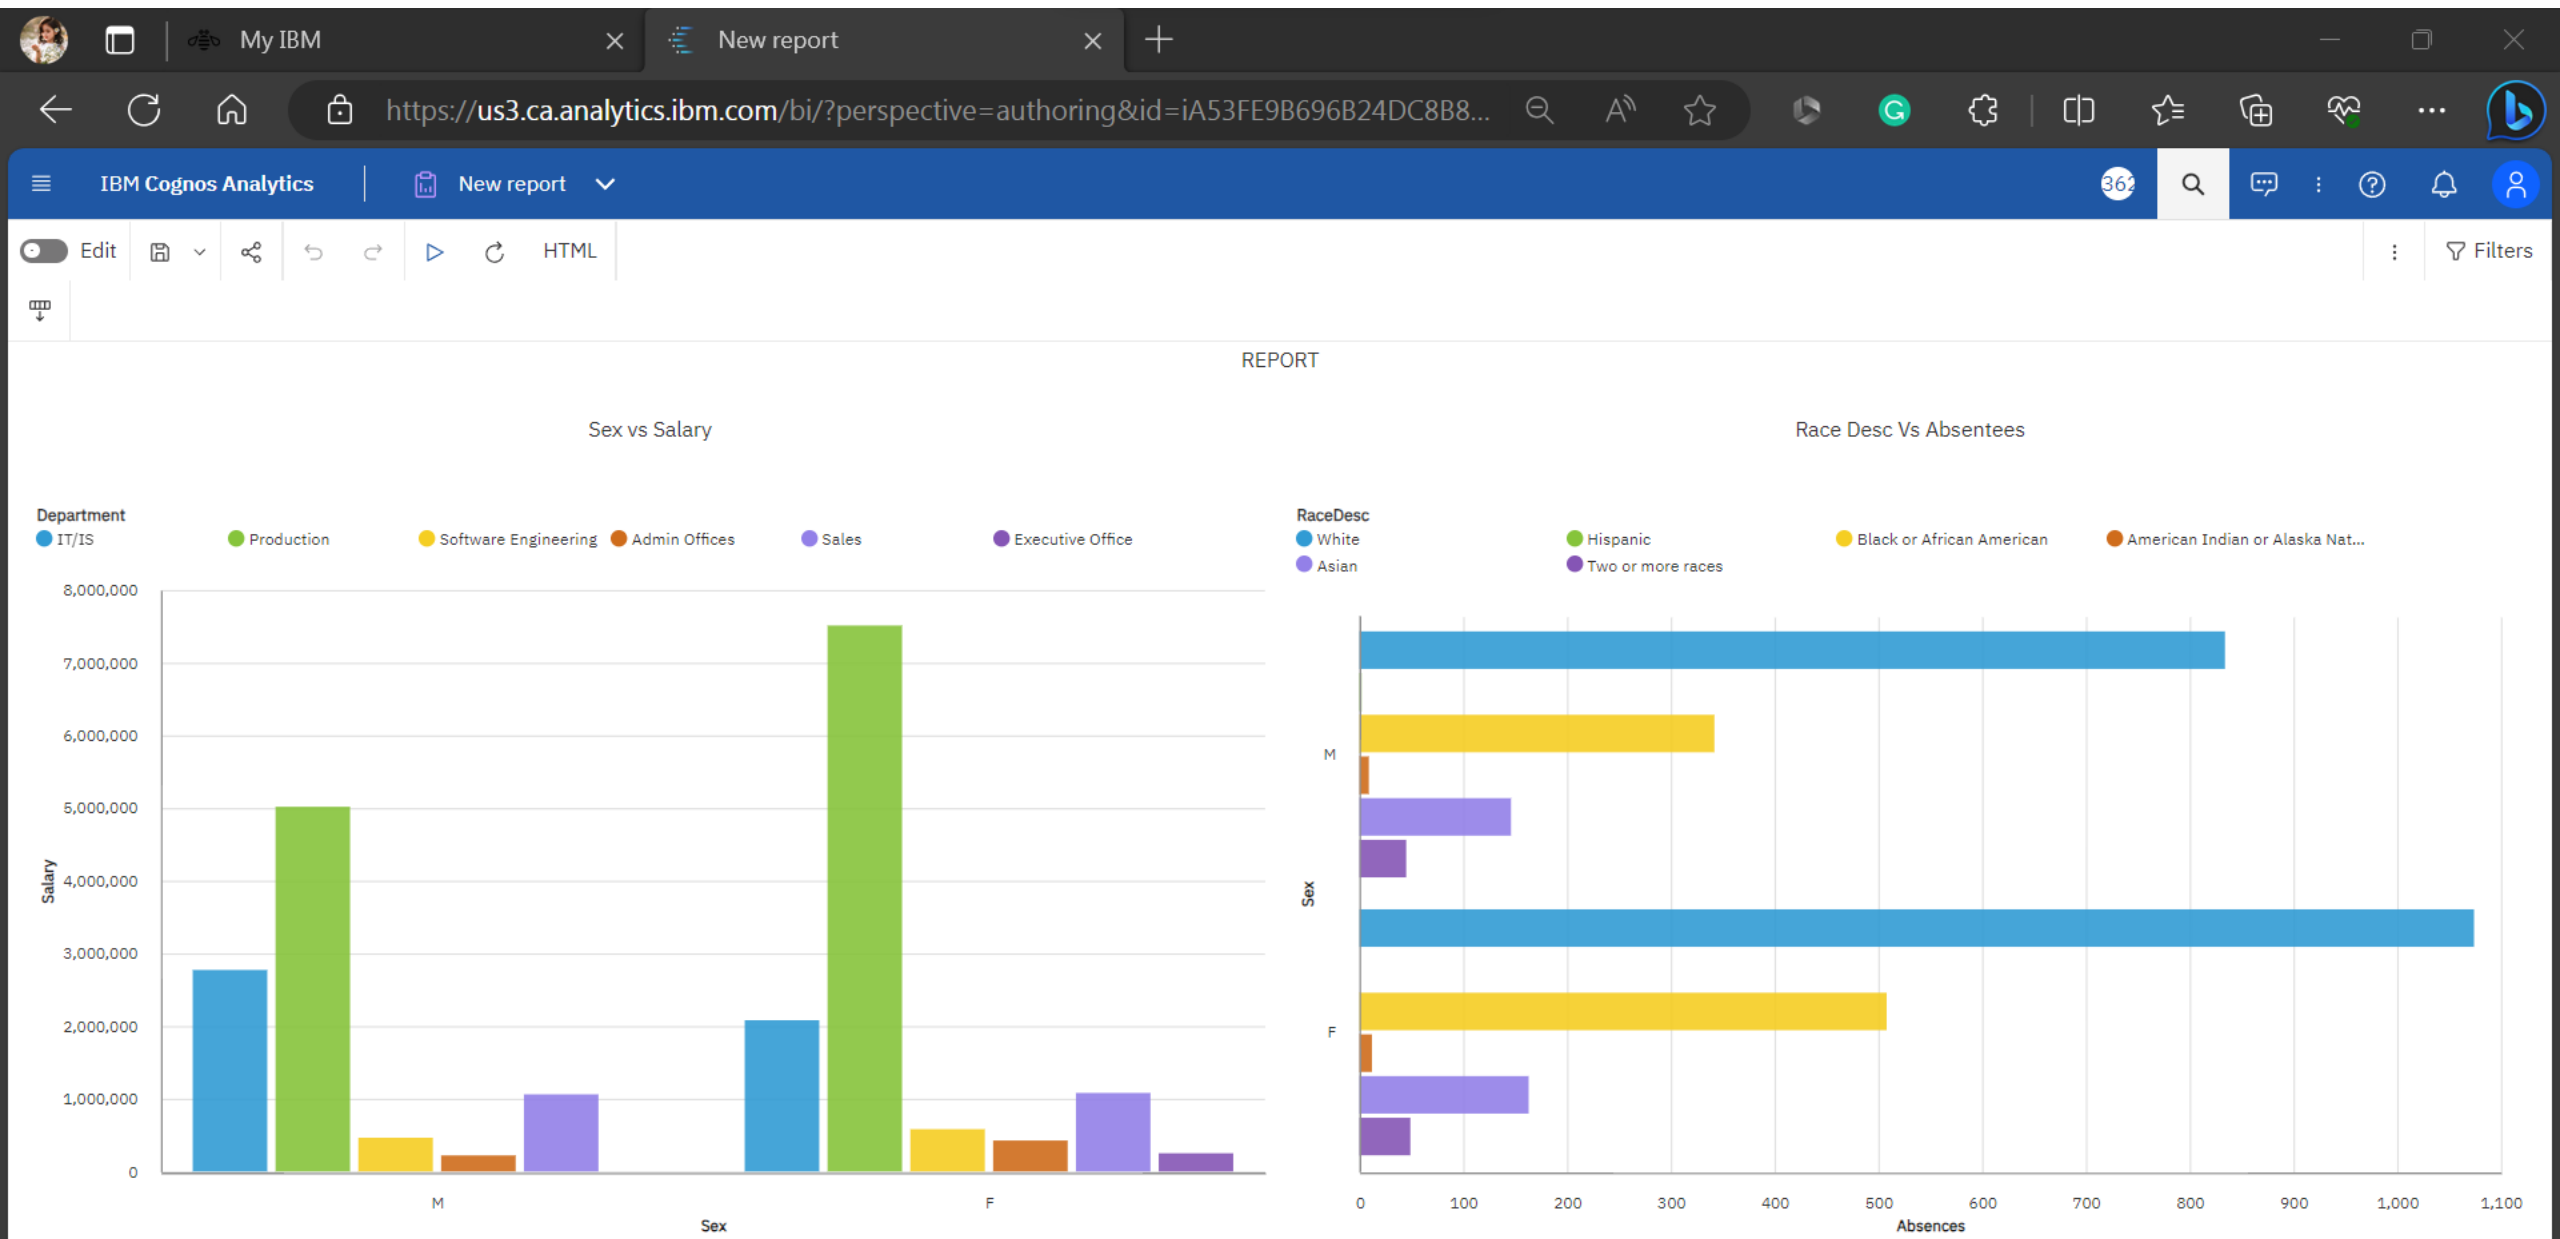 My IBM
New report
https://us3.ca.analytics.ibm.com/bi/?perspective=authoring&id=iA53FE9B696B24DC8B8...
IBM Cognos Analytics
New report
362
Edit
HTML
Filters
REPORT
Sex vs Salary
Department
IT/IS Production Software Engineering Admin Offices Sales Executive Office
8,000,000
7,000,000
6,000,000
5,000,000
4,000,000
3,000,000
2,000,000
1,000,000
0
Salary
M F
Sex
Race Desc Vs Absentees
RaceDesc
White Hispanic Black or African American American Indian or Alaska Nat...
Asian Two or more races
M
Sex
F
0 100 200 300 400 500 600 700 800 900 1,000 1,100
Absences